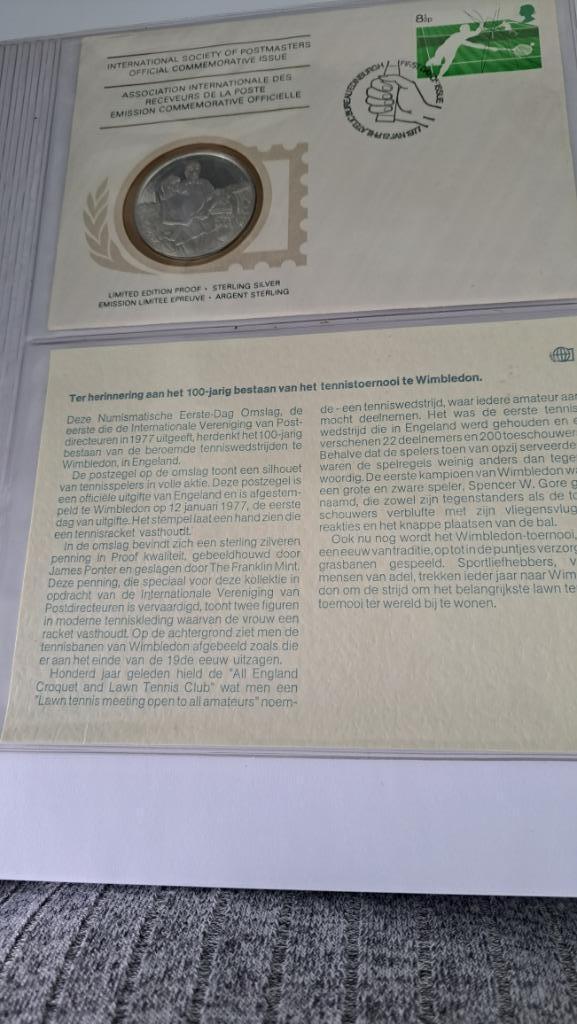 INTERNATIONAL SOCIETY OF POSTMASTERS
OFFICIAL COMMEMORATIVE ISSUE
ASSOCIATION INTERNATIONALE DES
RECEVEURS DE LA POSTE
EMISSION COMMEMORATIVE OFFICIELLE
8½p
FIRST DAY OF ISSUE
PHILATELIC BUREAU EDINBURGH
LIMITED EDITION PROOF • STERLING SILVER
EMISSION LIMITEE EPREUVE • ARGENT STERLING
Ter herinnering aan het 100-jarig bestaan van het tennistoernooi te Wimbledon.
Deze Numismatische Eerste-Dag Omslag, de
eerste die de Internationale Vereniging van Post-
directeuren in 1977 uitgeeft, herdenkt het 100-jarig
bestaan van de beroemde tenniswedstrijden te
Wimbledon, in Engeland.
De postzegel op de omslag toont een silhouet
van tennisspelers in volle aktie. Deze postzegel is
een officiële uitgifte van Engeland en is afgestem-
peld te Wimbledon op 12 januari 1977, de eerste
dag van uitgifte. Het stempel laat een hand zien die
een tennisracket vasthoudt.
In de omslag bevindt zich een sterling zilveren
penning in Proof kwaliteit, gebeeldhouwd door
James Ponter en geslagen door The Franklin Mint.
Deze penning, die speciaal voor deze kollektie in
opdracht van de Internationale Vereniging van
Postdirecteuren is vervaardigd, toont twee figuren
in moderne tenniskleding waarvan de vrouw een
racket vasthoudt. Op de achtergrond ziet men de
tennisbanen van Wimbledon afgebeeld zoals die
er aan het einde van de 19de eeuw uitzagen.
Honderd jaar geleden hield de "All England
Croquet and Lawn Tennis Club" wat men een
"Lawn tennis meeting open to all amateurs" noem-
de - een tenniswedstrijd, waar iedere amateur aan
mocht deelnemen. Het was de eerste tennis
wedstrijd die in Engeland werd gehouden en e
verschenen 22 deelnemers en 200 toeschouwer
Behalve dat de spelers toen van opzij serveerde
waren de spelregels weinig anders dan tege
woordig. De eerste kampioen van Wimbledon wa
een grote en zware speler, Spencer W. Gore g
naamd, die zowel zijn tegenstanders als de to
schouwers verblufte met zijn vliegensvlug
reakties en het knappe plaatsen van de bal.
Ook nu nog wordt het Wimbledon-toernooi,
een eeuw van traditie, op tot in de puntjes verzorg
grasbanen gespeeld. Sportliefhebbers, v
mensen van adel, trekken ieder jaar naar Wim
don om de strijd om het belangrijkste lawn te
toernooi ter wereld bij te wonen.